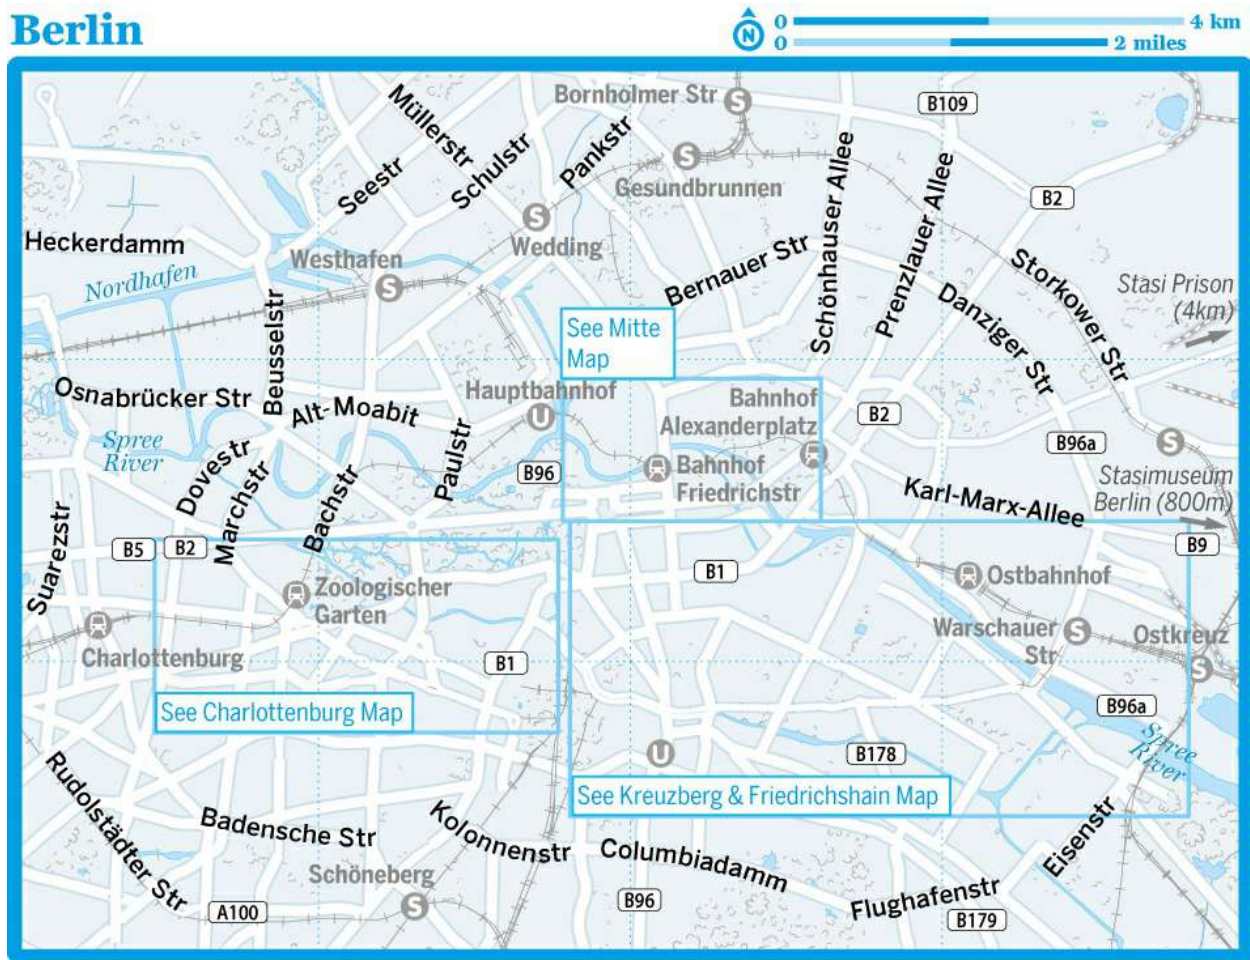 Berlin
N
0 4 km
0 2 miles
Bornholmer Str
S
B109
Müllerstr
Schulstr
Pankstr
Seestr
S
Gesundbrunnen
Schönhauser Allee
Prenzlauer Allee
B2
S
Wedding
Heckerdamm
Westhafen
S
Nordhafen
Bernauer Str
Storkower Str
Danziger Str
Stasi Prison
(4km)
See Mitte
Map
Beusselstr
Osnabrücker Str
Alt-Moabit
Hauptbahnhof
U
Bahnhof
Alexanderplatz
B2
B96a
S
Spree
River
Dovestr
Marchstr
Bachstr
Paulstr
B96
Bahnhof
Friedrichstr
Karl-Marx-Allee
Stasimuseum
Berlin (800m)
Suarezstr
B5
B2
B9
B1
Zoologischer
Garten
Ostbahnhof
Charlottenburg
Warschauer
Str
S
Ostkreuz
S
B1
B96a
See Charlottenburg Map
Spree
River
U
B178
See Kreuzberg & Friedrichshain Map
Rudolstädter Str
Badensche Str
Kolonnenstr
Columbiadamm
Eisenstr
Schöneberg
S
A100
B96
Flughafenstr
B179